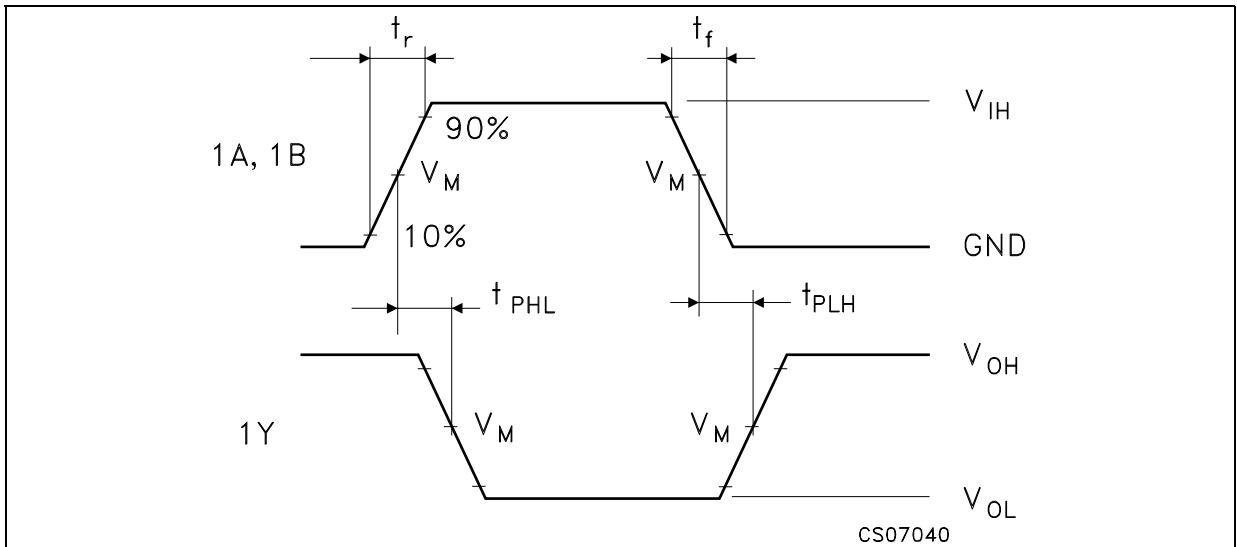 tr tf
VIH
90%
1A, 1B
VM VM
10%
GND
tPHL tPLH
VOH
VM VM
1Y
VOL
CS07040